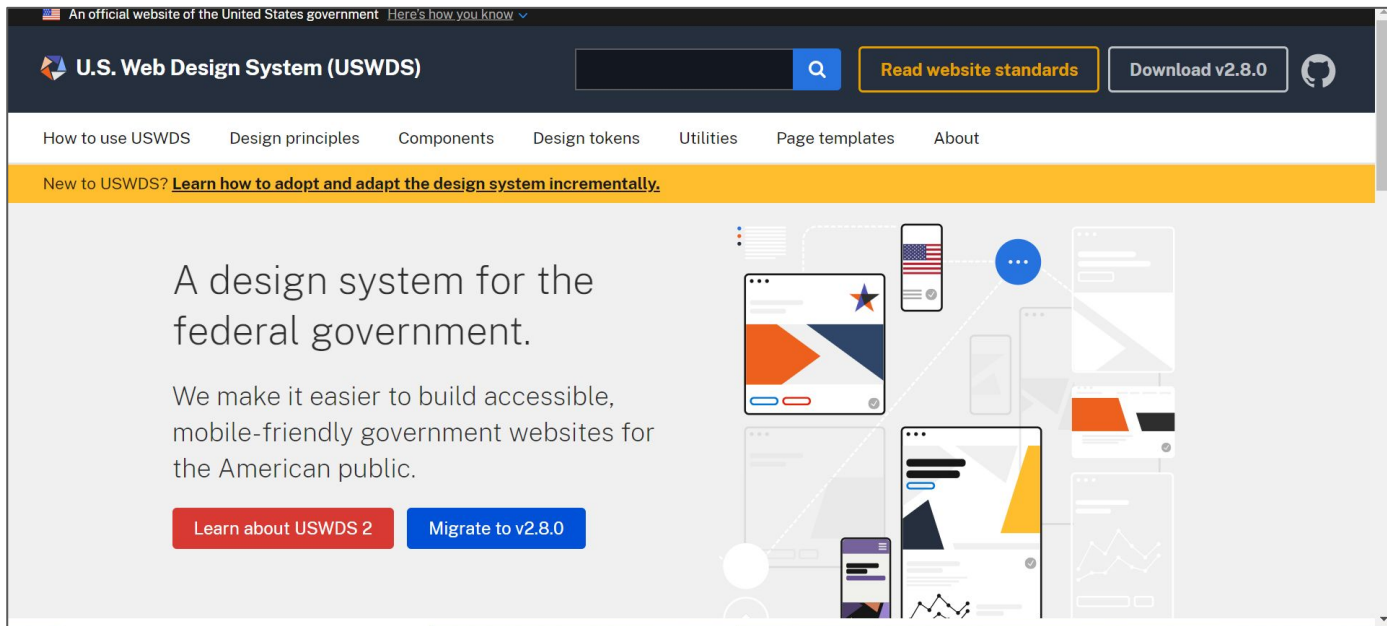 An official website of the United States government Here's how you know
U.S. Web Design System (USWDS)
Read website standards
Download v2.8.0
How to use USWDS Design principles Components Design tokens Utilities Page templates About
New to USWDS? Learn how to adopt and adapt the design system incrementally.
A design system for the
federal government.
We make it easier to build accessible,
mobile-friendly government websites for
the American public.
Learn about USWDS 2
Migrate to v2.8.0